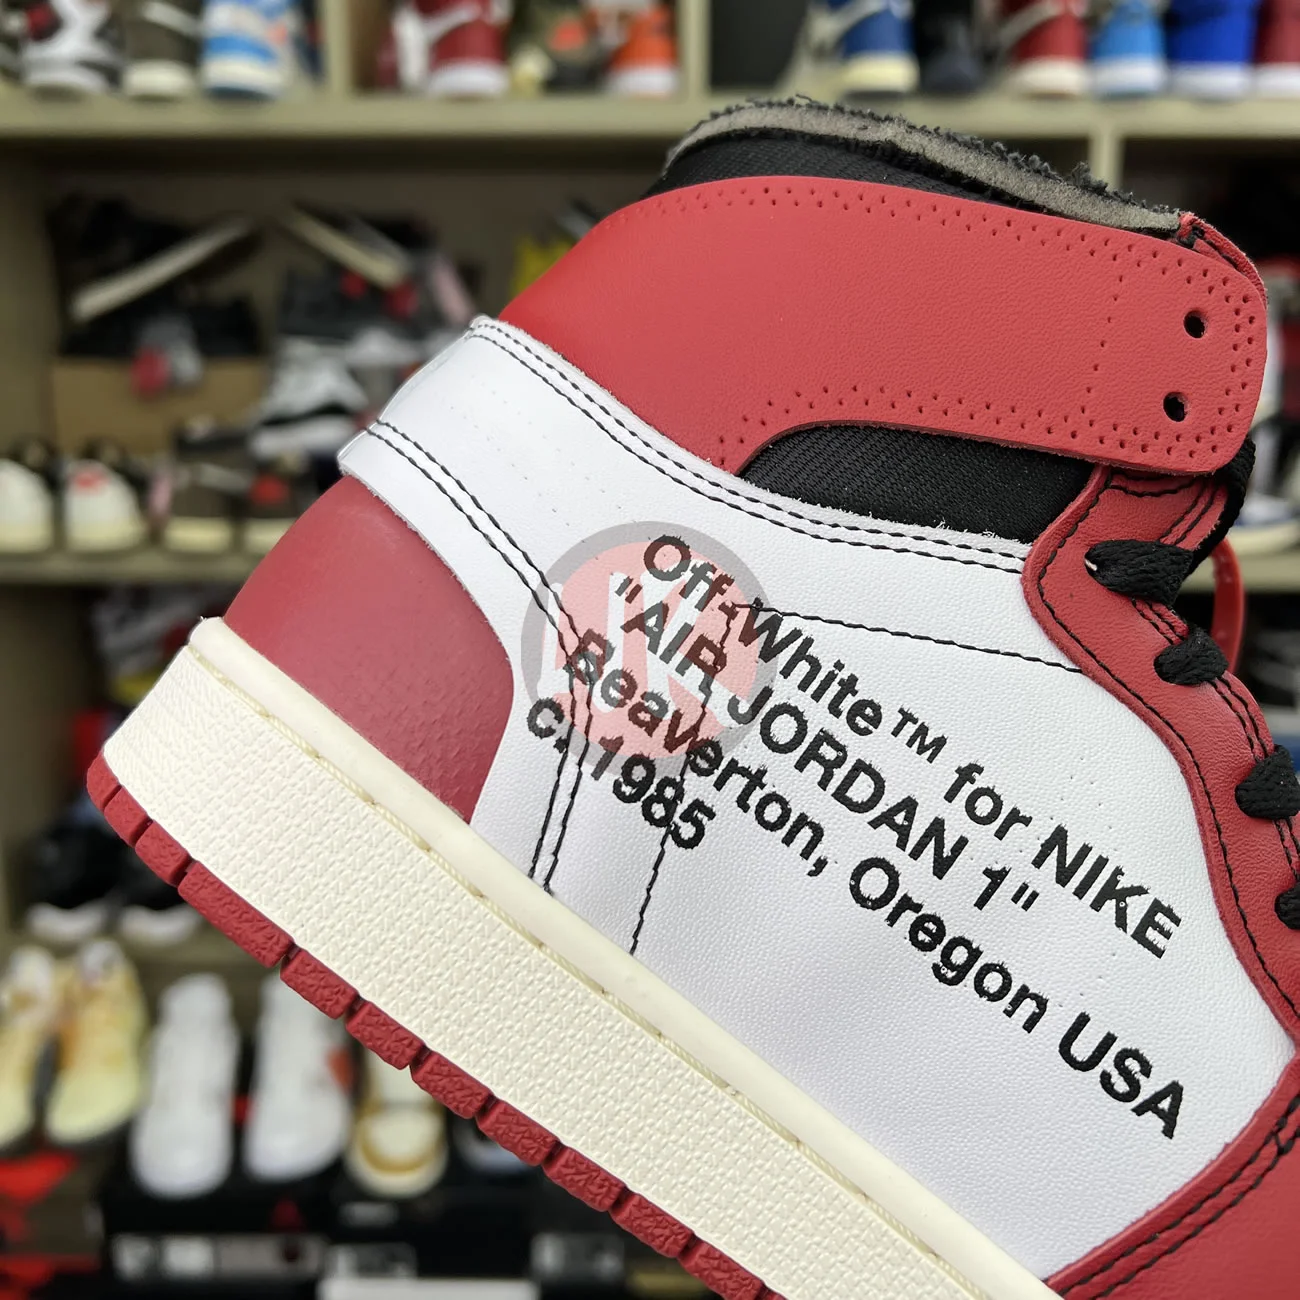 Off-White™ for NIKE
"AIR JORDAN 1"
Beaverton, Oregon USA
c. 1985